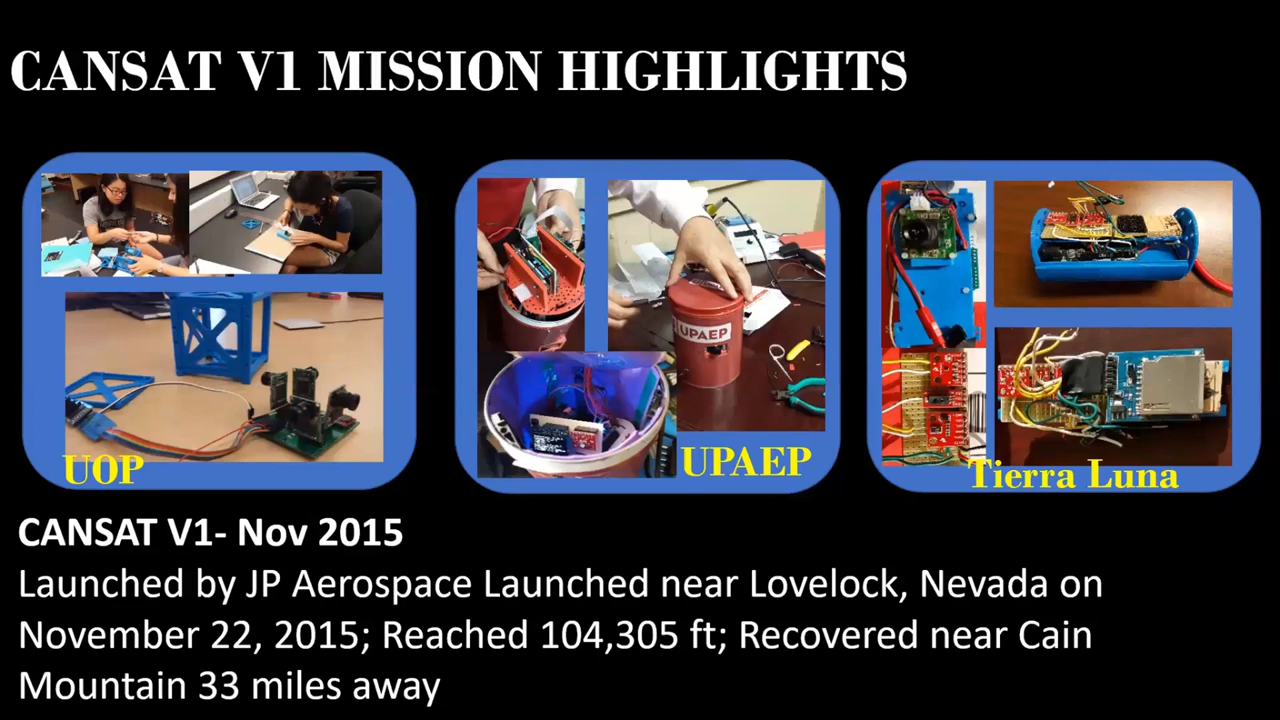 CANSAT V1 MISSION HIGHLIGHTS
UPAEP
UOP
UPAEP
Tierra Luna
CANSAT V1- Nov 2015
Launched by JP Aerospace Launched near Lovelock, Nevada on
November 22, 2015; Reached 104,305 ft; Recovered near Cain
Mountain 33 miles away